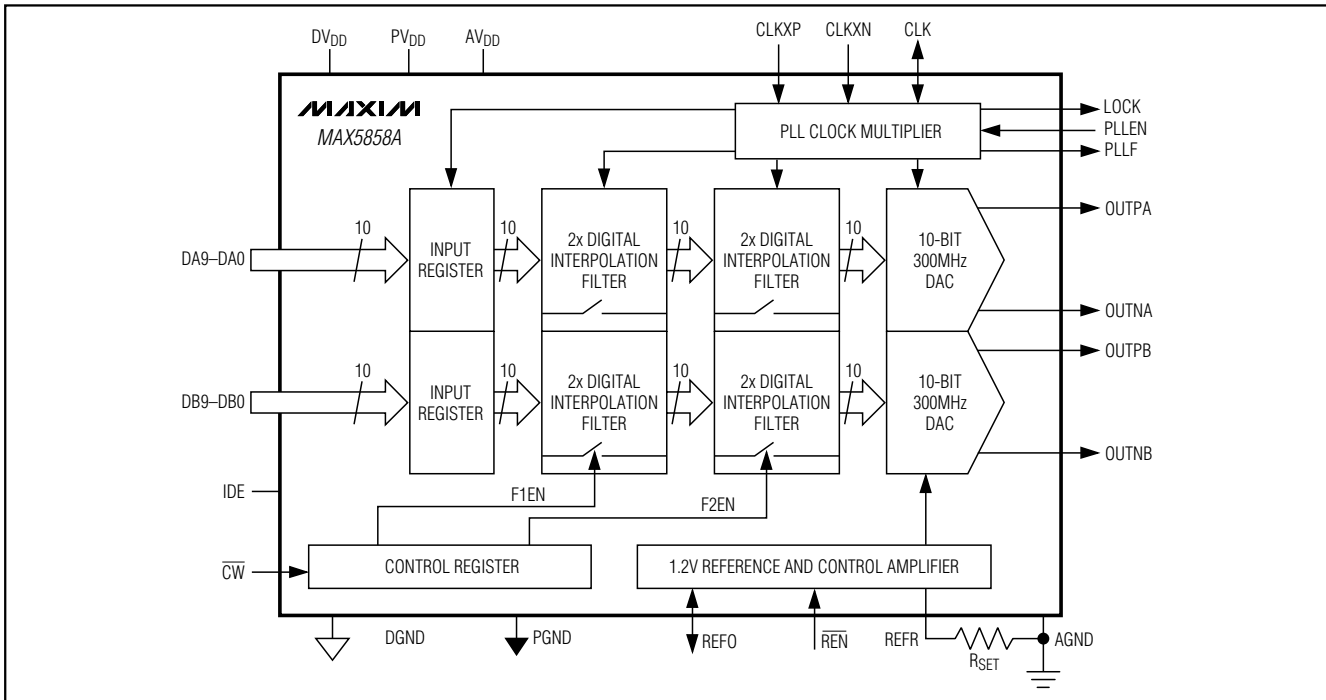 DVDD PVDD AVDD CLKXP CLKXN CLK
MAXIM
MAX5858A
PLL CLOCK MULTIPLIER
LOCK
PLLEN
PLLF
DA9–DA0
10
INPUT
REGISTER
10
2x DIGITAL
INTERPOLATION
FILTER
10
2x DIGITAL
INTERPOLATION
FILTER
10
10-BIT
300MHz
DAC
OUTPA
OUTNA
DB9–DB0
10
INPUT
REGISTER
10
2x DIGITAL
INTERPOLATION
FILTER
10
2x DIGITAL
INTERPOLATION
FILTER
10
10-BIT
300MHz
DAC
OUTPB
OUTNB
IDE
F1EN
F2EN
CW
CONTROL REGISTER
1.2V REFERENCE AND CONTROL AMPLIFIER
DGND PGND REFO REN REFR RSET AGND